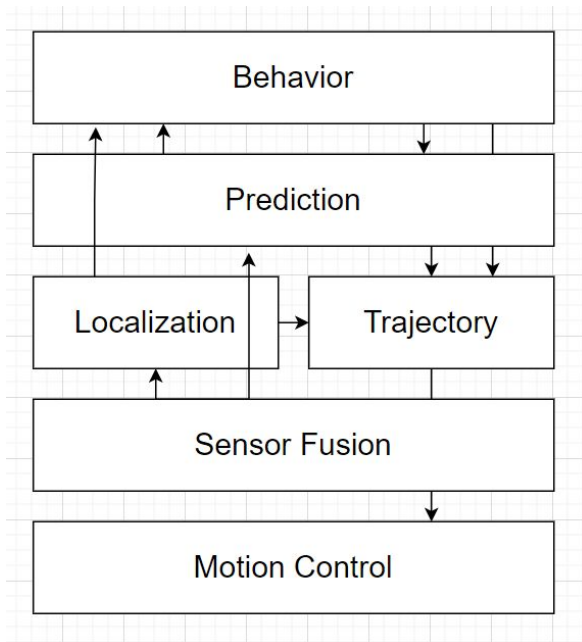 Behavior
Prediction
Localization
Trajectory
Sensor Fusion
Motion Control